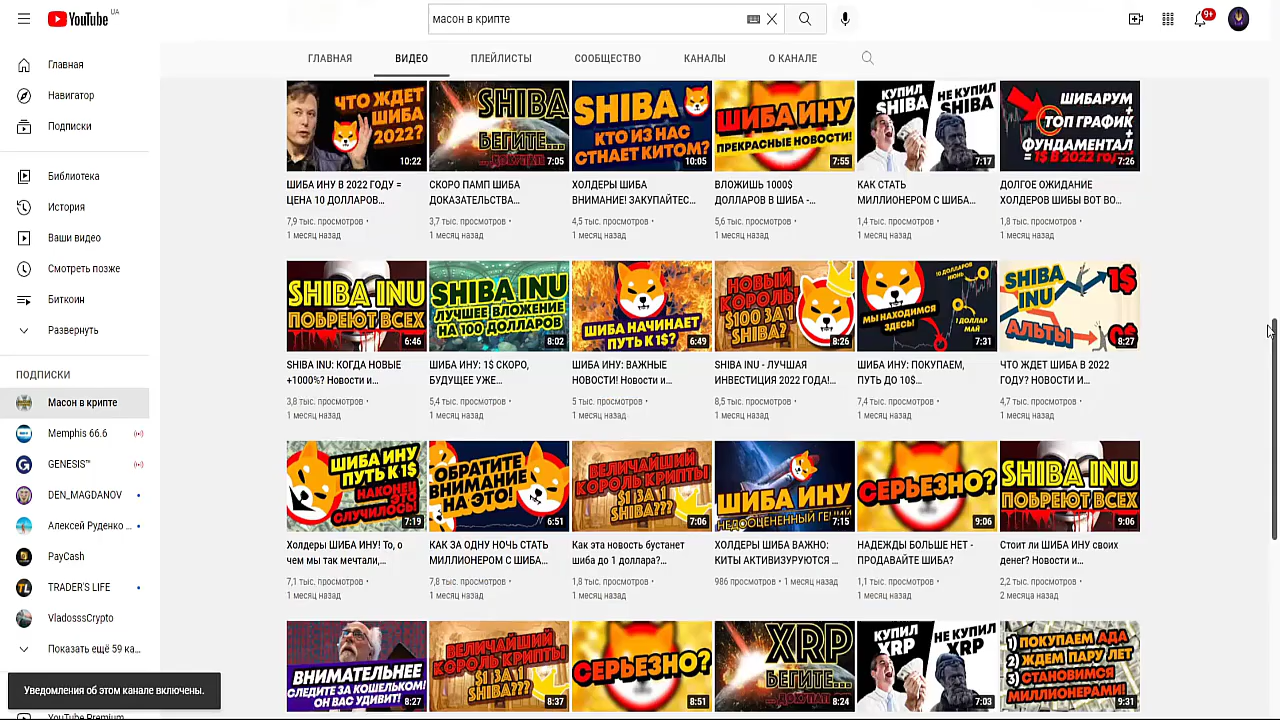 YouTube UA
масон в крипте
9+
ГЛАВНАЯ ВИДЕО ПЛЕЙЛИСТЫ СООБЩЕСТВО КАНАЛЫ О КАНАЛЕ
Главная
Навигатор
Подписки
Библиотека
История
Ваши видео
Смотреть позже
Биткоин
Развернуть
ПОДПИСКИ
Масон в крипте
Memphis 66.6
GENESIS™
DEN_MAGDANOV
Алексей Руденко ...
PayCash
TRADER'S LIFE
VladosssCrypto
Показать ещё 59 ка...
YouTube Premium
Уведомления об этом канале включены.
ЧТО ЖДЕТ
ШИБА
2022?
10:22
ШИБА ИНУ В 2022 ГОДУ =
ЦЕНА 10 ДОЛЛАРОВ...
7,9 тыс. просмотров •
1 месяц назад
SHIBA
БЕГИТЕ...
...ДОКУПАТЬ
7:05
СКОРО ПАМП ШИБА
ДОКАЗАТЕЛЬСТВА...
3,7 тыс. просмотров •
1 месяц назад
SHIBA
КТО ИЗ НАС
СТНАЕТ КИТОМ?
10:05
ХОЛДЕРЫ ШИБА
ВНИМАНИЕ! ЗАКУПАЙТЕС...
4,5 тыс. просмотров •
1 месяц назад
ШИБА ИНУ
ПРЕКРАСНЫЕ НОВОСТИ!
7:55
ВЛОЖИШЬ 1000$
ДОЛЛАРОВ В ШИБА -...
5,6 тыс. просмотров •
1 месяц назад
КУПИЛ
SHIBA
НЕ КУПИЛ
SHIBA
7:17
КАК СТАТЬ
МИЛЛИОНЕРОМ С ШИБА...
1,4 тыс. просмотров •
1 месяц назад
ШИБАРУМ
+
ТОП ГРАФИК
+
ФУНДАМЕНТАЛ
= 1$ В 2022 году
7:26
ДОЛГОЕ ОЖИДАНИЕ
ХОЛДЕРОВ ШИБЫ ВОТ ВО...
1,8 тыс. просмотров •
1 месяц назад
SHIBA INU
ПОБРЕЮТ ВСЕХ
6:46
SHIBA INU: КОГДА НОВЫЕ
+1000%? Новости и...
3,8 тыс. просмотров •
1 месяц назад
SHIBA INU
ЛУЧШЕЕ ВЛОЖЕНИЕ
НА 100 ДОЛЛАРОВ
8:02
ШИБА ИНУ: 1$ СКОРО,
БУДУЩЕЕ УЖЕ...
5,4 тыс. просмотров •
1 месяц назад
ШИБА НАЧИНАЕТ
ПУТЬ К 1$?
6:49
ШИБА ИНУ: ВАЖНЫЕ
НОВОСТИ! Новости и...
5 тыс. просмотров •
1 месяц назад
НОВЫЙ
КОРОЛЬ
$100 ЗА 1
SHIBA?
8:26
SHIBA INU - ЛУЧШАЯ
ИНВЕСТИЦИЯ 2022 ГОДА!...
8,5 тыс. просмотров •
1 месяц назад
10 ДОЛЛАРОВ
ИЮНЬ
1 ДОЛЛАР
МАЙ
МЫ НАХОДИМСЯ
ЗДЕСЬ!
7:31
ШИБА ИНУ: ПОКУПАЕМ,
ПУТЬ ДО 10$...
7,4 тыс. просмотров •
1 месяц назад
SHIBA
INU
1$
АЛЬТЫ
0$
8:27
ЧТО ЖДЕТ ШИБА В 2022
ГОДУ? НОВОСТИ И...
4,7 тыс. просмотров •
1 месяц назад
ШИБА ИНУ
ПУТЬ К 1$
НАКОНЕЦ
ЭТО
СЛУЧИЛОСЬ!
7:19
Холдеры ШИБА ИНУ! То, о
чем мы так мечтали,...
7,1 тыс. просмотров •
1 месяц назад
ОБРАТИТЕ
ВНИМАНИЕ
НА ЭТО!
6:51
КАК ЗА ОДНУ НОЧЬ СТАТЬ
МИЛЛИОНЕРОМ С ШИБА...
7,8 тыс. просмотров •
1 месяц назад
ВЕЛИЧАЙШИЙ
КОРОЛЬ КРИПТЫ
$1 ЗА 1
SHIBA???
7:06
Как эта новость бустанет
шиба до 1 доллара?...
1,8 тыс. просмотров •
1 месяц назад
ШИБА ИНУ
НЕДООЦЕНЕННЫЙ ГЕНИЙ
7:15
ХОЛДЕРЫ ШИБА ВАЖНО:
КИТЫ АКТИВИЗУРУЮТСЯ ...
986 просмотров • 1 месяц назад
СЕРЬЕЗНО?
9:06
НАДЕЖДЫ БОЛЬШЕ НЕТ -
ПРОДАВАЙТЕ ШИБА?
1,1 тыс. просмотров •
1 месяц назад
SHIBA INU
ПОБРЕЮТ ВСЕХ
9:06
Стоит ли ШИБА ИНУ своих
денег? Новости и...
2,2 тыс. просмотров •
2 месяца назад
ВНИМАТЕЛЬНЕЕ
СЛЕДИТЕ ЗА КОШЕЛЬКОМ!
ОН ВАС УДИВИТ!
8:27
ВЕЛИЧАЙШИЙ
КОРОЛЬ КРИПТЫ
$1 ЗА 1
SHIBA???
8:37
СЕРЬЕЗНО?
8:51
XRP
БЕГИТЕ...
...ДОКУПАТЬ
8:24
КУПИЛ
XRP
НЕ КУПИЛ
XRP
7:03
1) ПОКУПАЕМ АДА
2) ЖДЕМ ПАРУ ЛЕТ
3) СТАНОВИМСЯ
МИЛЛИОНЕРАМИ!
9:31